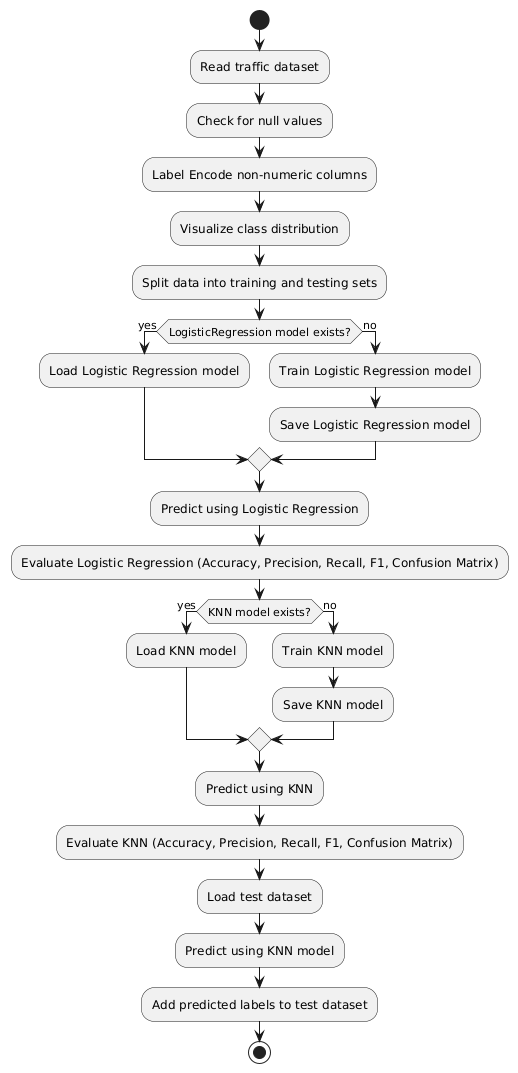 Read traffic dataset
Check for null values
Label Encode non-numeric columns
Visualize class distribution
Split data into training and testing sets
yes
LogisticRegression model exists?
no
Load Logistic Regression model
Train Logistic Regression model
Save Logistic Regression model
Predict using Logistic Regression
Evaluate Logistic Regression (Accuracy, Precision, Recall, F1, Confusion Matrix)
yes
KNN model exists?
no
Load KNN model
Train KNN model
Save KNN model
Predict using KNN
Evaluate KNN (Accuracy, Precision, Recall, F1, Confusion Matrix)
Load test dataset
Predict using KNN model
Add predicted labels to test dataset